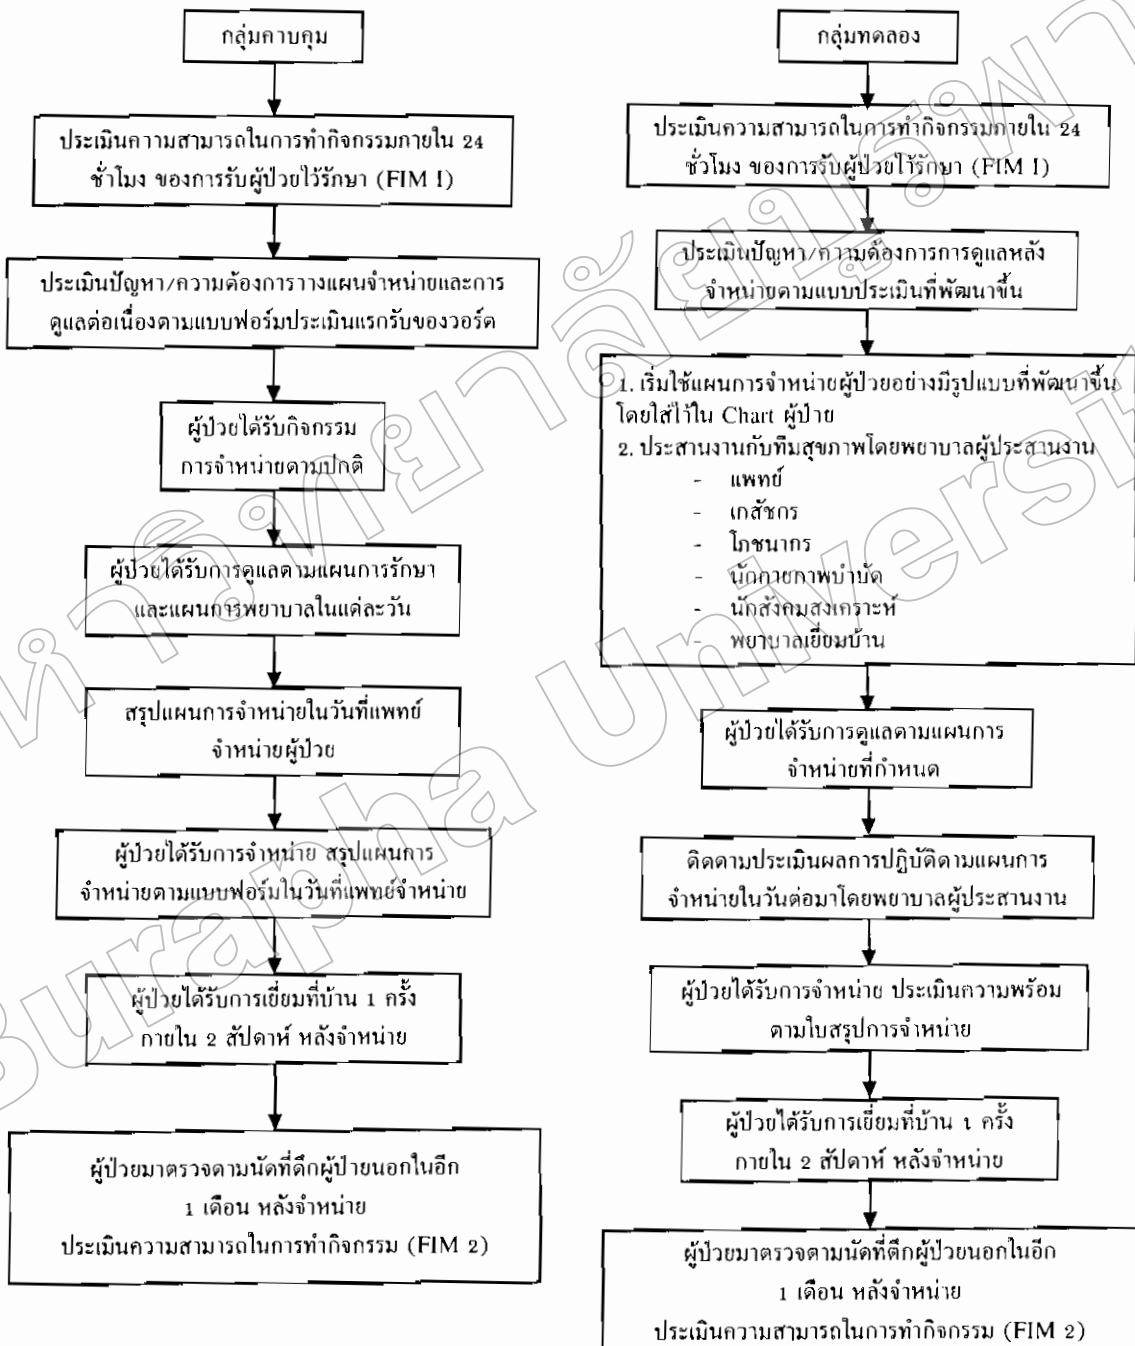 กลุ่มควบคุม
ประเมินความสามารถในการทำกิจกรรมภายใน 24
ชั่วโมง ของการรับผู้ป่วยไว้รักษา (FIM 1)
ประเมินปัญหา/ความต้องการวางแผนจำหน่ายและการ
ดูแลต่อเนื่องตามแบบฟอร์มประเมินแรกรับของวอร์ด
ผู้ป่วยได้รับกิจกรรม
การจำหน่ายตามปกติ
ผู้ป่วยได้รับการดูแลตามแผนการรักษา
และแผนการพยาบาลในแต่ละวัน
สรุปแผนการจำหน่ายในวันที่แพทย์
จำหน่ายผู้ป่วย
ผู้ป่วยได้รับการจำหน่าย สรุปแผนการ
จำหน่ายตามแบบฟอร์มในวันที่แพทย์จำหน่าย
ผู้ป่วยได้รับการเยี่ยมที่บ้าน 1 ครั้ง
ภายใน 2 สัปดาห์ หลังจำหน่าย
ผู้ป่วยมาตรวจตามนัดที่ตึกผู้ป่วยนอกในอีก
1 เดือน หลังจำหน่าย
ประเมินความสามารถในการทำกิจกรรม (FIM 2)
กลุ่มทดลอง
ประเมินความสามารถในการทำกิจกรรมภายใน 24
ชั่วโมง ของการรับผู้ป่วยไว้รักษา (FIM 1)
ประเมินปัญหา/ความต้องการการดูแลหลัง
จำหน่ายตามแบบประเมินที่พัฒนาขึ้น
1. เริ่มใช้แผนการจำหน่ายผู้ป่วยอย่างมีรูปแบบที่พัฒนาขึ้น
โดยใส่ไว้ใน Chart ผู้ป่วย
2. ประสานงานกับทีมสุขภาพโดยพยาบาลผู้ประสานงาน
- แพทย์
- เภสัชกร
- โภชนากร
- นักกายภาพบำบัด
- นักสังคมสงเคราะห์
- พยาบาลเยี่ยมบ้าน
ผู้ป่วยได้รับการดูแลตามแผนการ
จำหน่ายที่กำหนด
ติดตามประเมินผลการปฏิบัติตามแผนการ
จำหน่ายในวันต่อมาโดยพยาบาลผู้ประสานงาน
ผู้ป่วยได้รับการจำหน่าย ประเมินความพร้อม
ตามใบสรุปการจำหน่าย
ผู้ป่วยได้รับการเยี่ยมที่บ้าน 1 ครั้ง
ภายใน 2 สัปดาห์ หลังจำหน่าย
ผู้ป่วยมาตรวจตามนัดที่ตึกผู้ป่วยนอกในอีก
1 เดือน หลังจำหน่าย
ประเมินความสามารถในการทำกิจกรรม (FIM 2)
มหาวิทยาลัยบูรพา
Burapha University